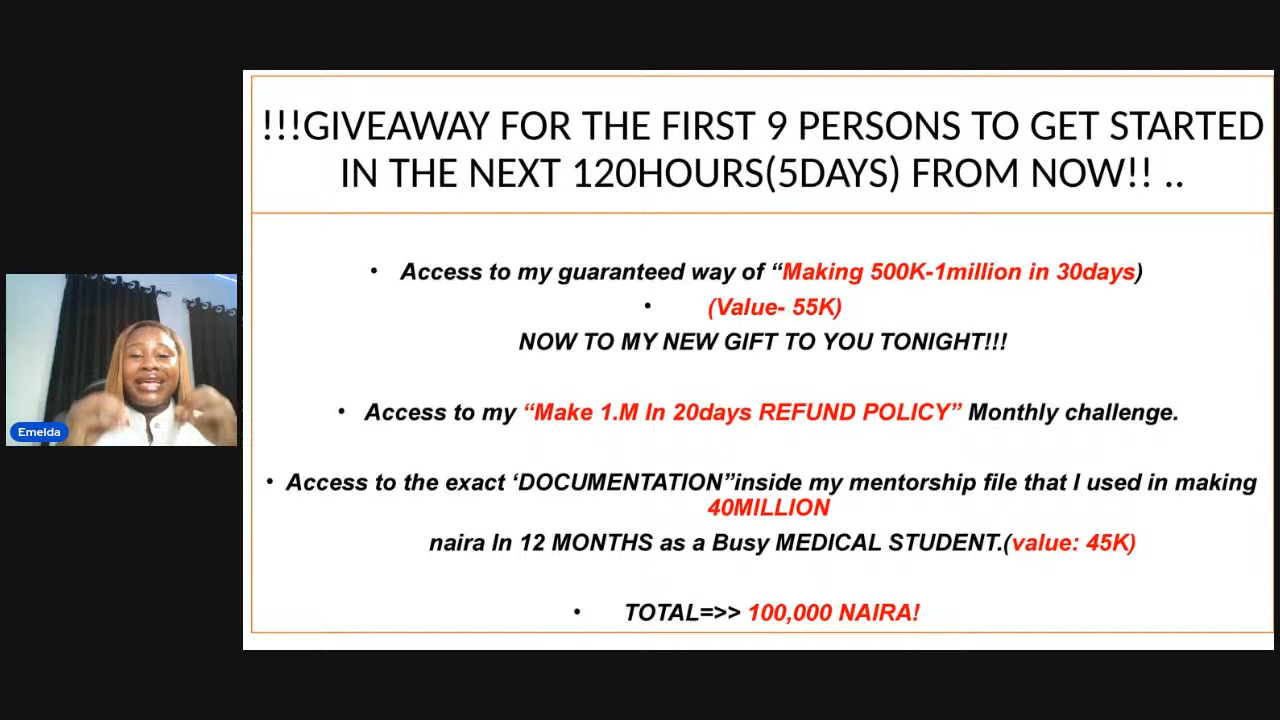 !!!GIVEAWAY FOR THE FIRST 9 PERSONS TO GET STARTED
IN THE NEXT 120HOURS(5DAYS) FROM NOW!! ..
• Access to my guaranteed way of “Making 500K-1million in 30days)
• (Value- 55K)
NOW TO MY NEW GIFT TO YOU TONIGHT!!!
• Access to my “Make 1.M In 20days REFUND POLICY” Monthly challenge.
• Access to the exact ‘DOCUMENTATION”inside my mentorship file that I used in making
40MILLION
naira In 12 MONTHS as a Busy MEDICAL STUDENT.(value: 45K)
• TOTAL=>> 100,000 NAIRA!
Emelda